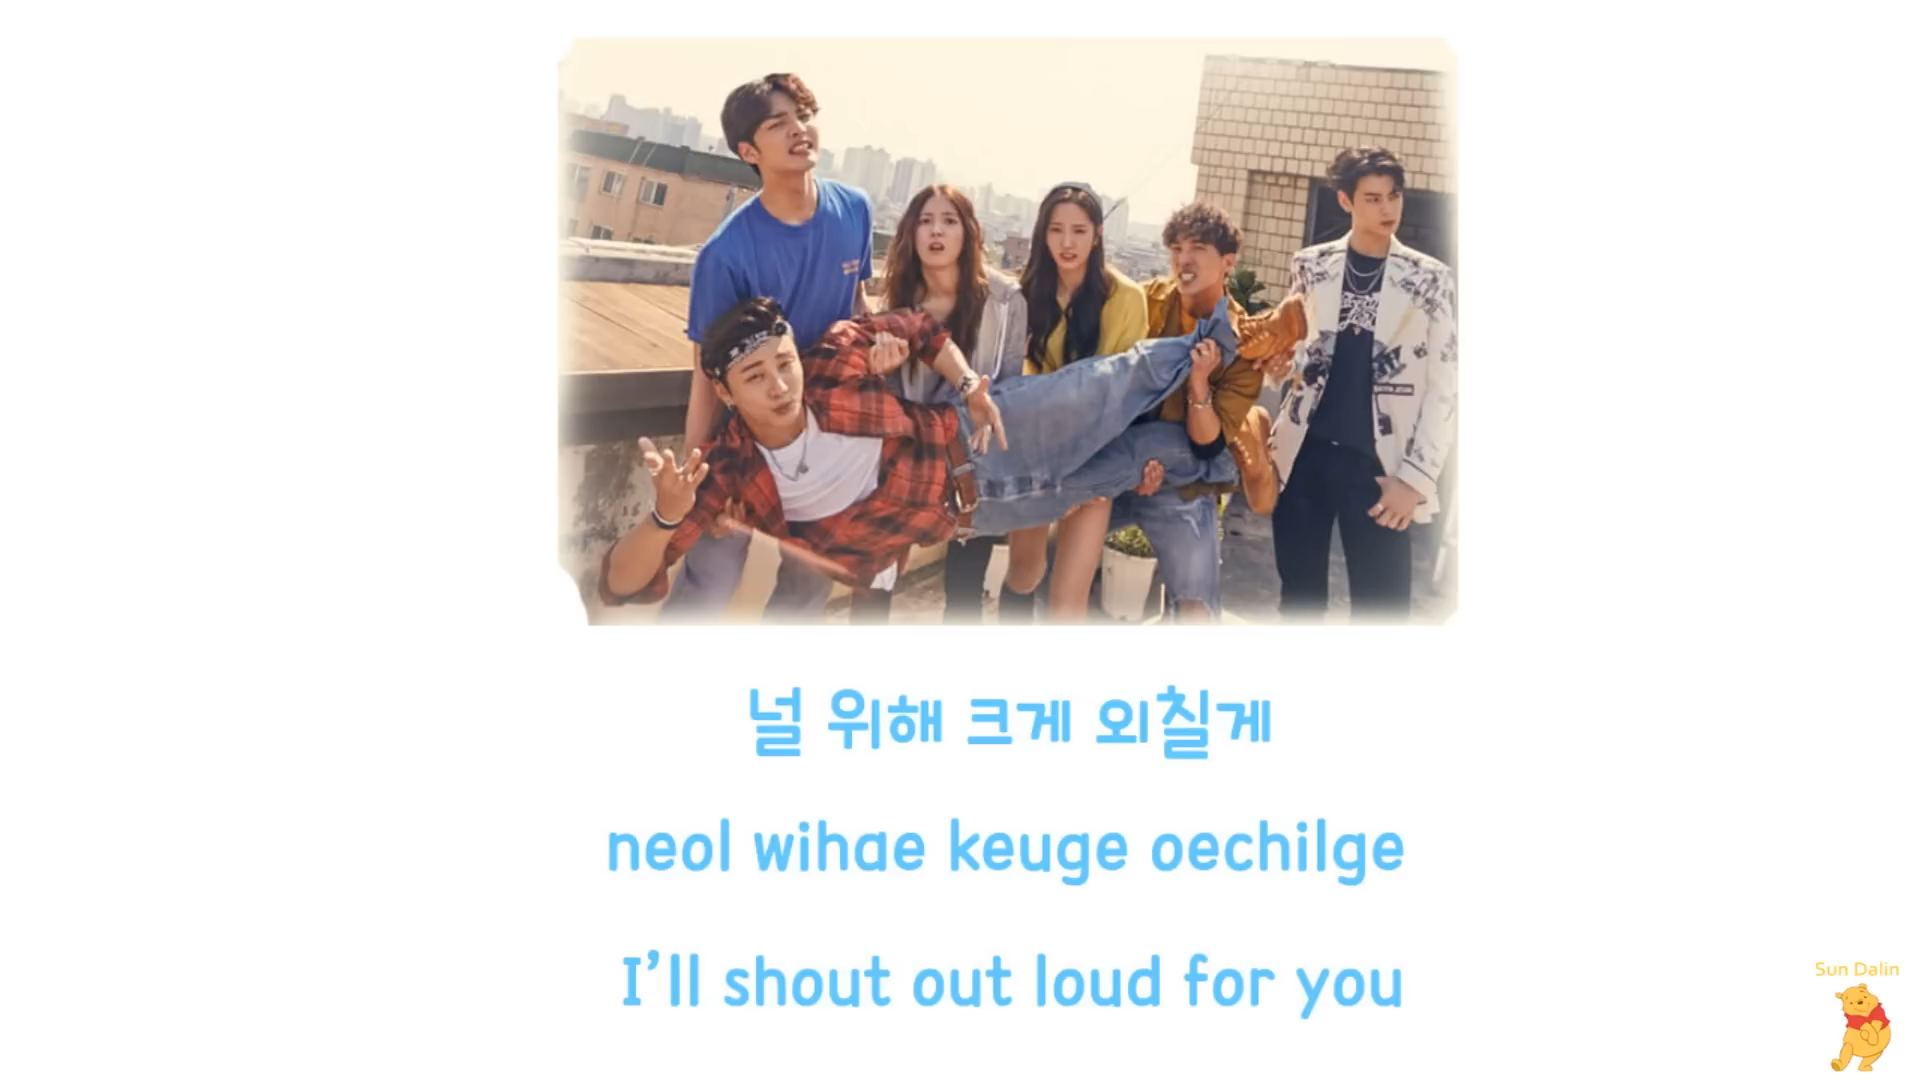 널 위해 크게 외칠게
neol wihae keuge oechilge
I'll shout out loud for you
Sun Dalin